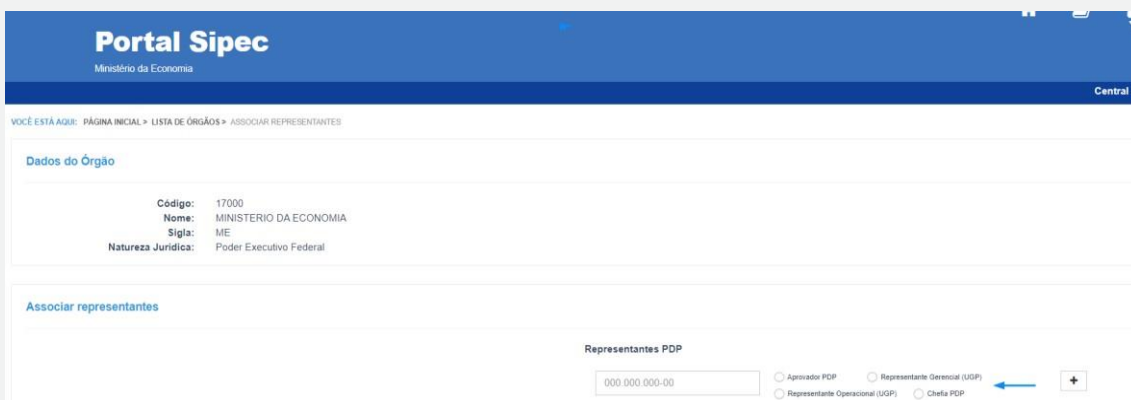 Portal Sipec
Ministério da Economia
Central
VOCÊ ESTÁ AQUI: PÁGINA INICIAL > LISTA DE ÓRGÃOS > ASSOCIAR REPRESENTANTES
Dados do Órgão
Código: 17000
Nome: MINISTERIO DA ECONOMIA
Sigla: ME
Natureza Jurídica: Poder Executivo Federal
Associar representantes
Representantes PDP
000.000.000-00
Aprovador PDP Representante Gerencial (UGP)
Representante Operacional (UGP) Chefia PDP
+